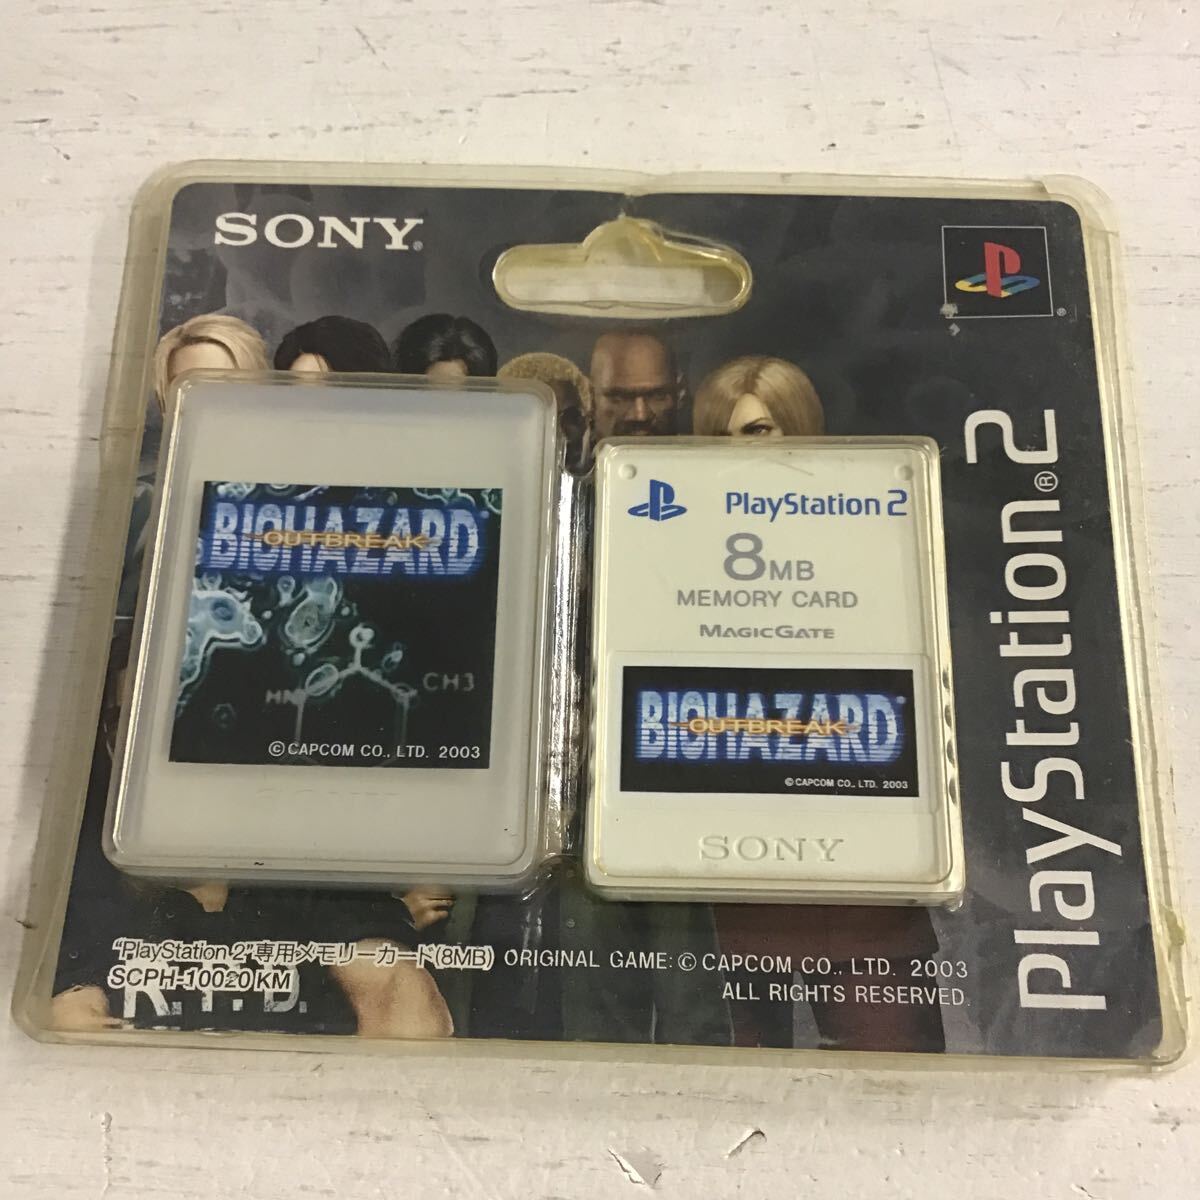 SONY®
PlayStation®2
BIOHAZARD
OUTBREAK
HN
CH3
©CAPCOM CO., LTD. 2003
PlayStation 2
8MB
MEMORY CARD
MAGICGATE
BIOHAZARD
OUTBREAK
©CAPCOM CO., LTD. 2003
SONY
“PlayStation 2”専用メモリーカード(8MB)
SCPH-10020 KM
ORIGINAL GAME: © CAPCOM CO., LTD. 2003
ALL RIGHTS RESERVED.
R.P.D.